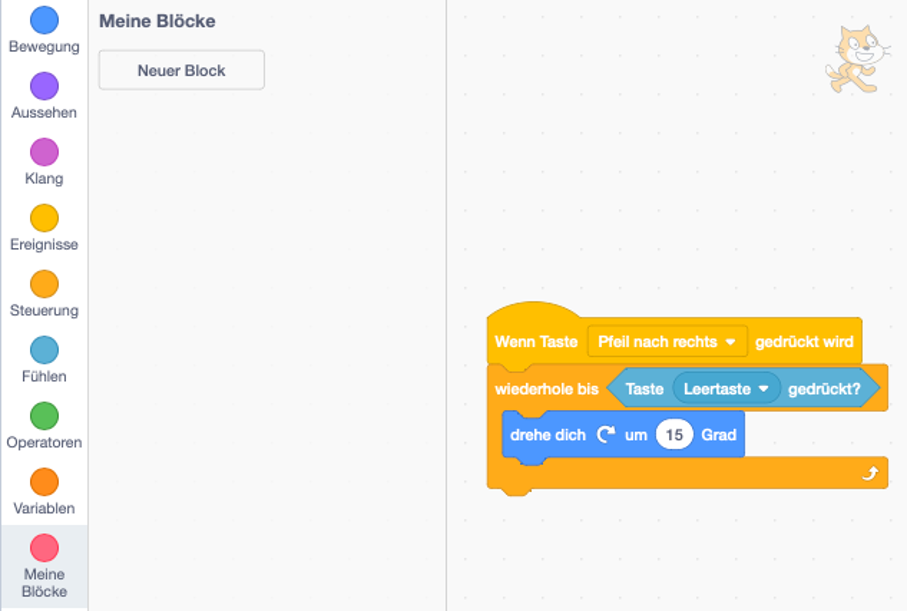 Bewegung
Aussehen
Klang
Ereignisse
Steuerung
Fühlen
Operatoren
Variablen
Meine
Blöcke
Meine Blöcke
Neuer Block
Wenn Taste Pfeil nach rechts gedrückt wird
wiederhole bis Taste Leertaste gedrückt?
drehe dich um 15 Grad